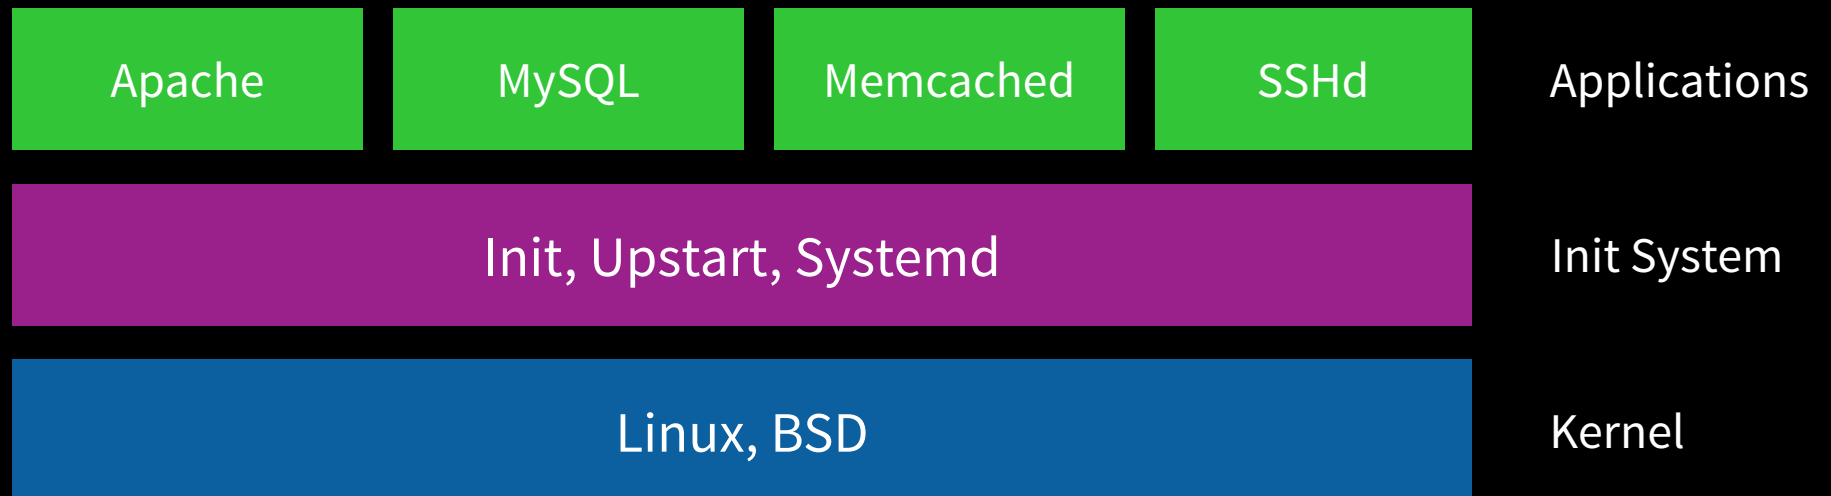 Apache
MySQL
Memcached
SSHd
Applications
Init, Upstart, Systemd
Init System
Linux, BSD
Kernel